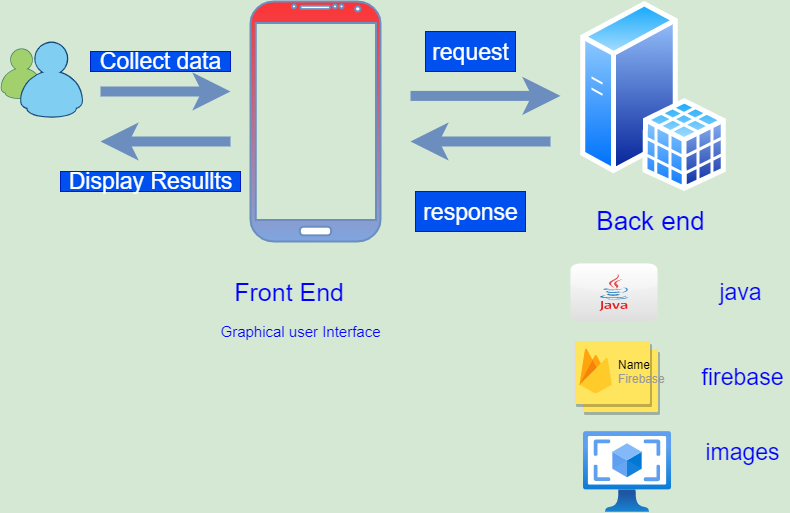 Collect data
request
Display Resullts
response
Back end
Front End
Graphical user Interface
Java
java
Name
Firebase
firebase
images